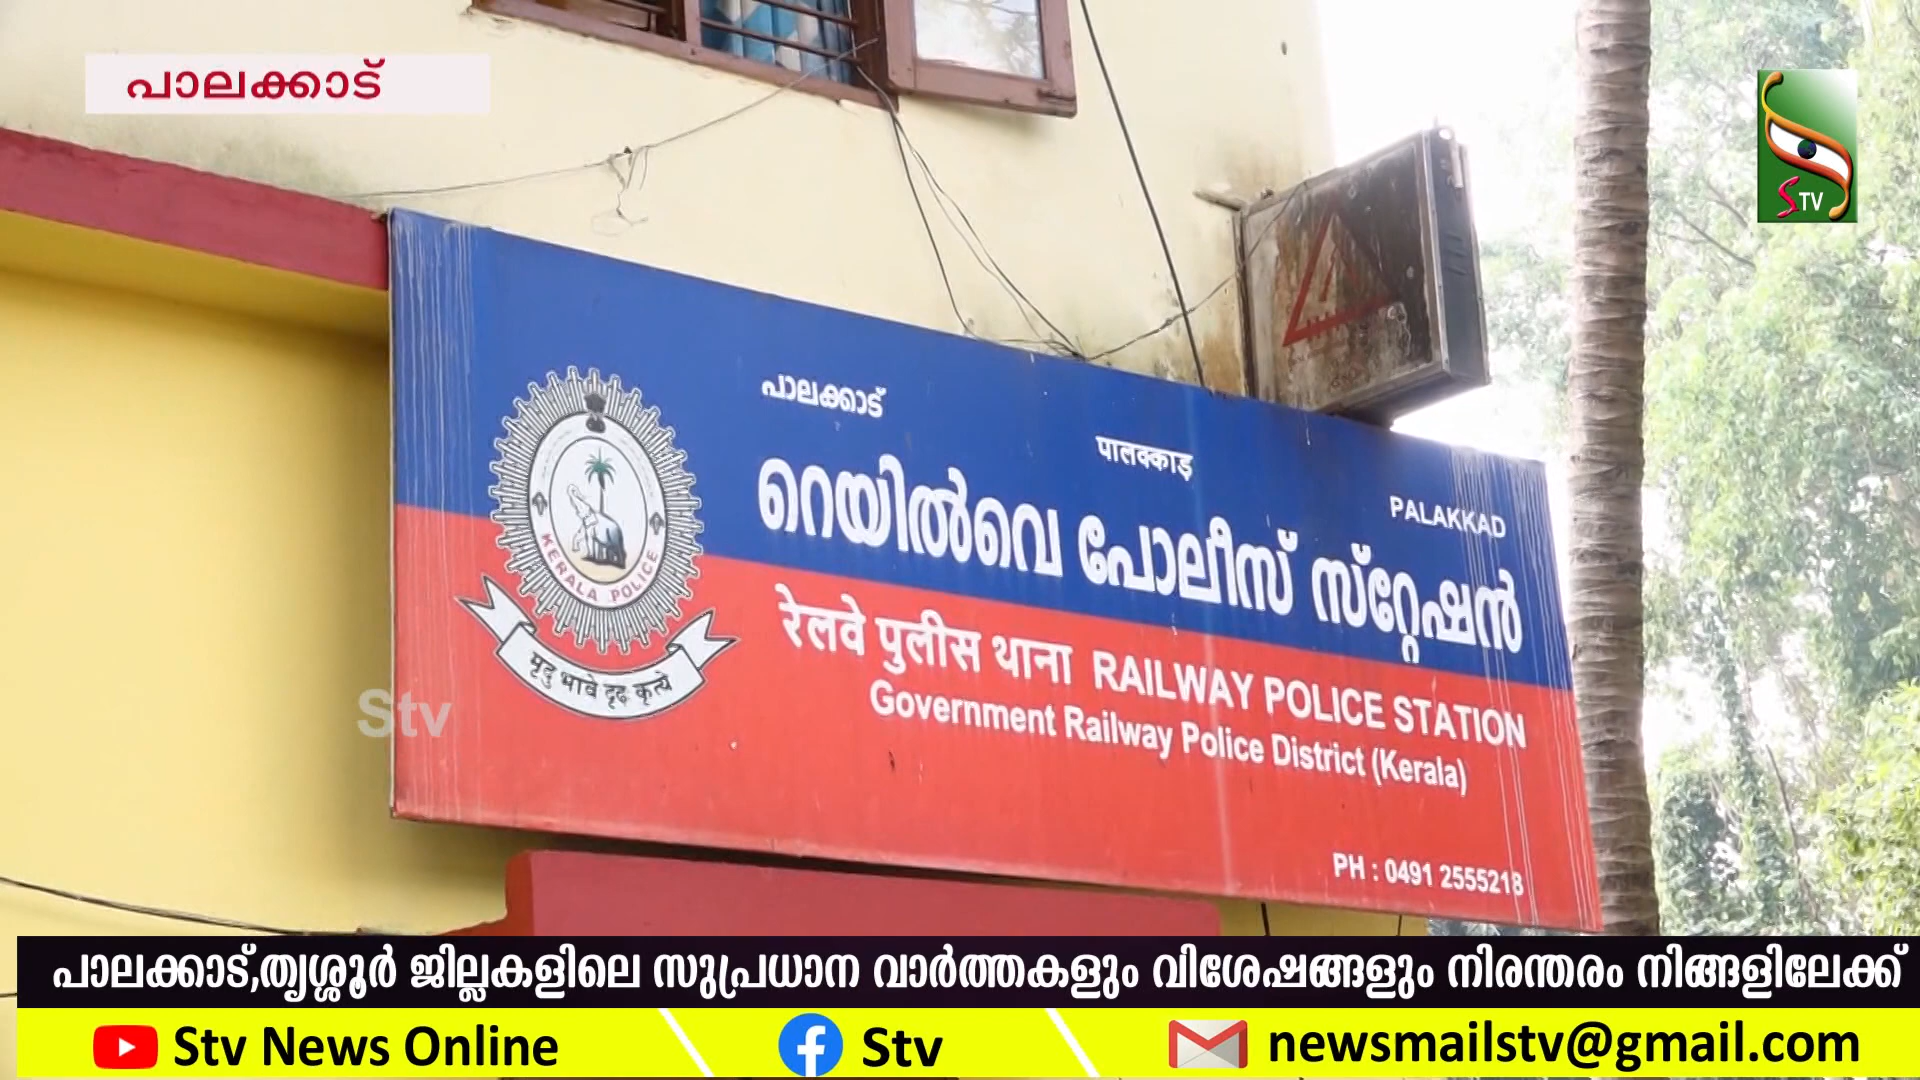 പാലക്കാട്
STV
പാലക്കാട്
पालक्काड़
PALAKKAD
റെയിൽവെ പോലീസ് സ്റ്റേഷൻ
रेलवे पुलीस थाना RAILWAY POLICE STATION
Government Railway Police District (Kerala)
KERALA POLICE
मृदु भावे दृढ़ कृत्ये
PH : 0491 2555218
Stv
പാലക്കാട്,തൃശ്ശൂർ ജില്ലകളിലെ സുപ്രധാന വാർത്തകളും വിശേഷങ്ങളും നിരന്തരം നിങ്ങളിലേക്ക്
Stv News Online Stv newsmailstv@gmail.com